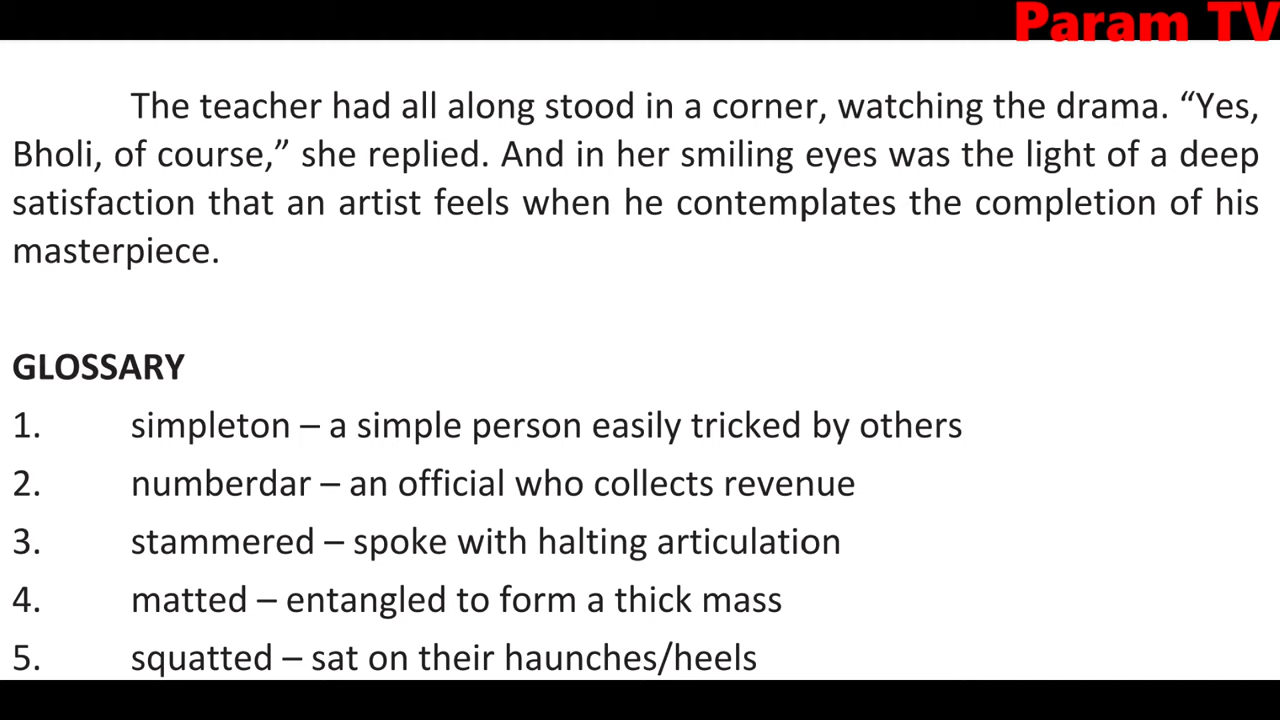 Param TV
The teacher had all along stood in a corner, watching the drama. “Yes,
Bholi, of course,” she replied. And in her smiling eyes was the light of a deep
satisfaction that an artist feels when he contemplates the completion of his
masterpiece.
GLOSSARY
1. simpleton – a simple person easily tricked by others
2. numberdar – an official who collects revenue
3. stammered – spoke with halting articulation
4. matted – entangled to form a thick mass
5. squatted – sat on their haunches/heels